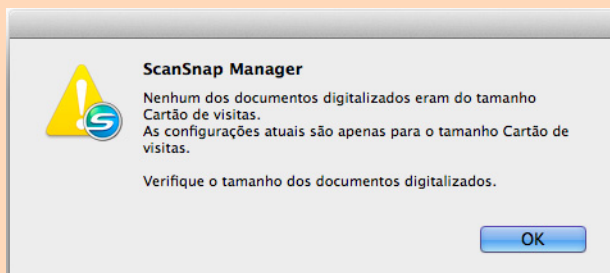 ScanSnap Manager
Nenhum dos documentos digitalizados eram do tamanho
Cartão de visitas.
As configurações atuais são apenas para o tamanho Cartão de
visitas.
Verifique o tamanho dos documentos digitalizados.
OK